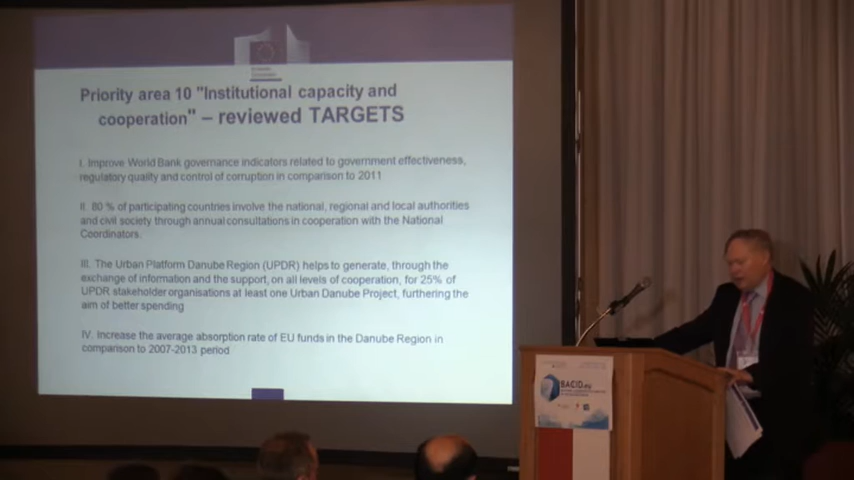 Priority area 10 "Institutional capacity and
cooperation" – reviewed TARGETS
I. Improve World Bank governance indicators related to government effectiveness,
regulatory quality and control of corruption in comparison to 2011
II. 80 % of participating countries involve the national, regional and local authorities
and civil society through annual consultations in cooperation with the National
Coordinators.
III. The Urban Platform Danube Region (UPDR) helps to generate, through the
exchange of information and the support, on all levels of cooperation, for 25% of
UPDR stakeholder organisations at least one Urban Danube Project, furthering the
aim of better spending
IV. Increase the average absorption rate of EU funds in the Danube Region in
comparison to 2007-2013 period
BACID.eu